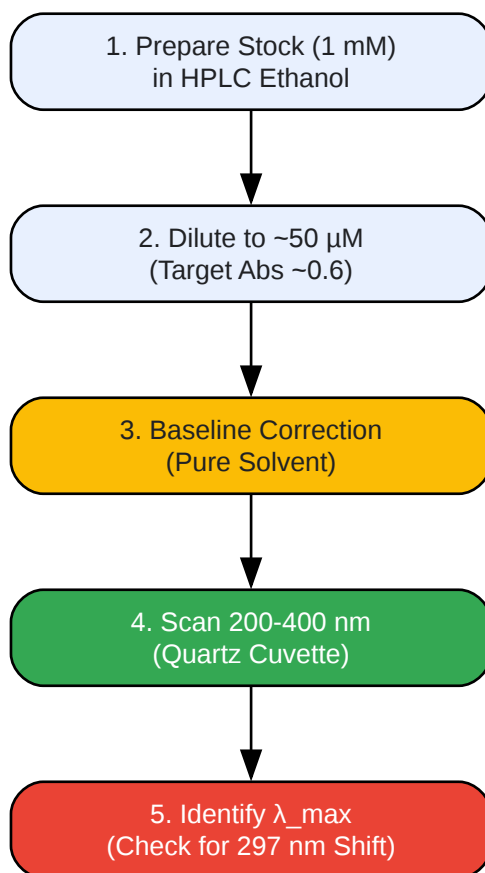 1. Prepare Stock (1 mM)
in HPLC Ethanol
2. Dilute to ~50 µM
(Target Abs ~0.6)
3. Baseline Correction
(Pure Solvent)
4. Scan 200-400 nm
(Quartz Cuvette)
5. Identify λ_max
(Check for 297 nm Shift)